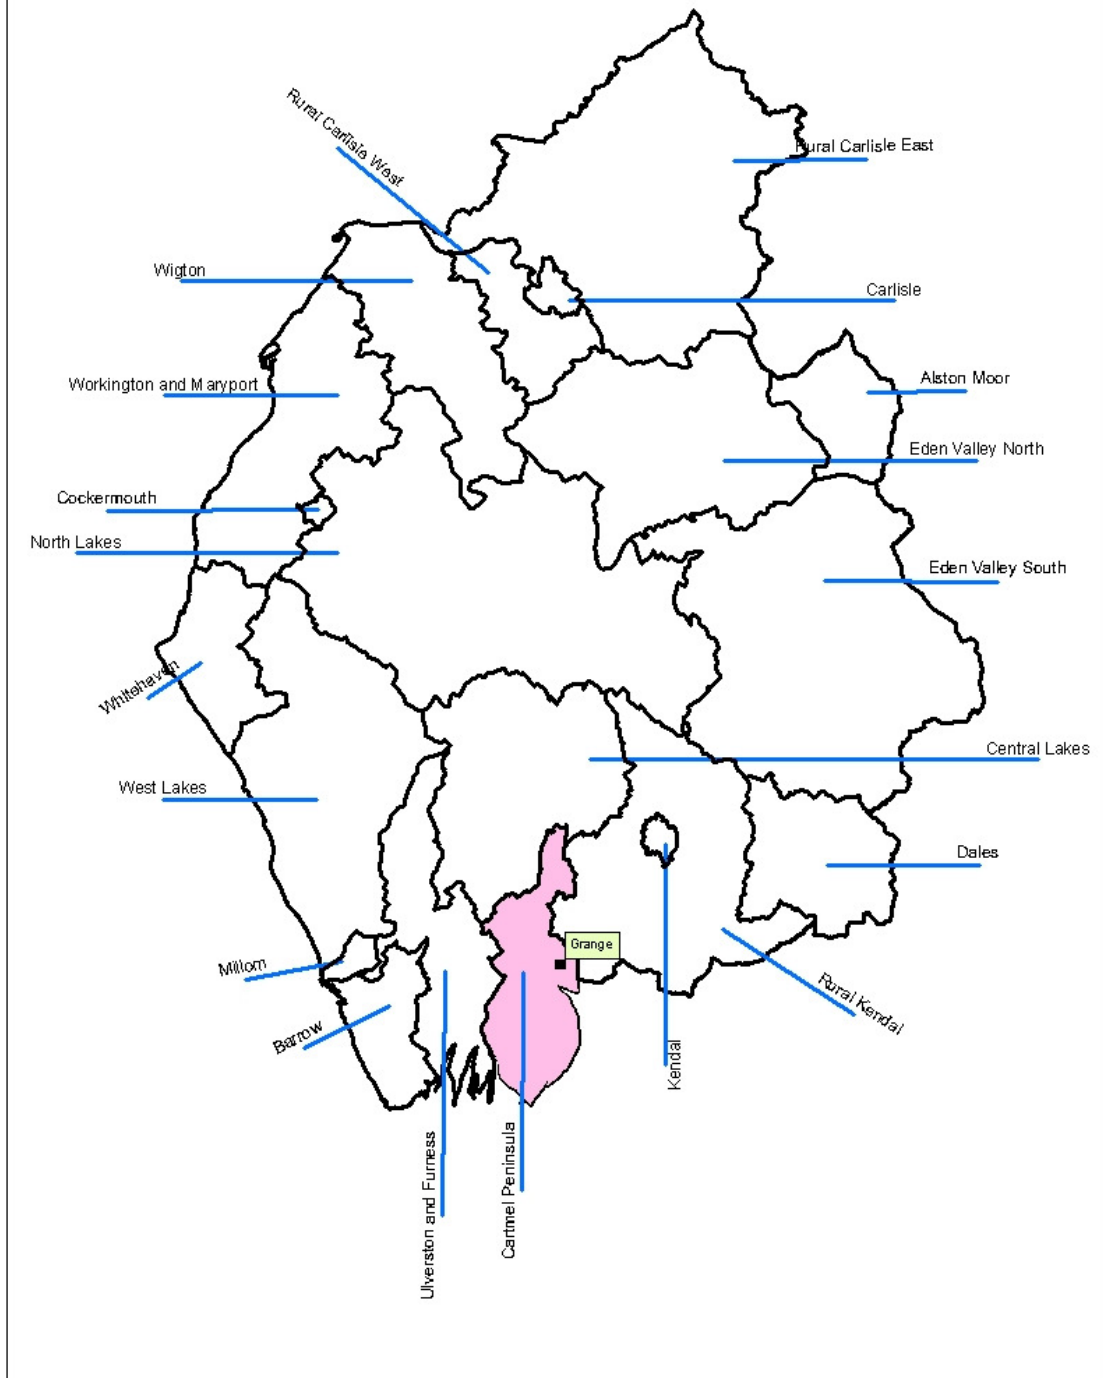 Rural Carlisle West
Rural Carlisle East
Wigton
Carlisle
Workington and Maryport
Alston Moor
Eden Valley North
Cockermouth
North Lakes
Eden Valley South
Whitehaven
Central Lakes
West Lakes
Dales
Grange
Millom
Rural Kendal
Barrow
Kendal
Ulverston and Furness
Cartmel Peninsula